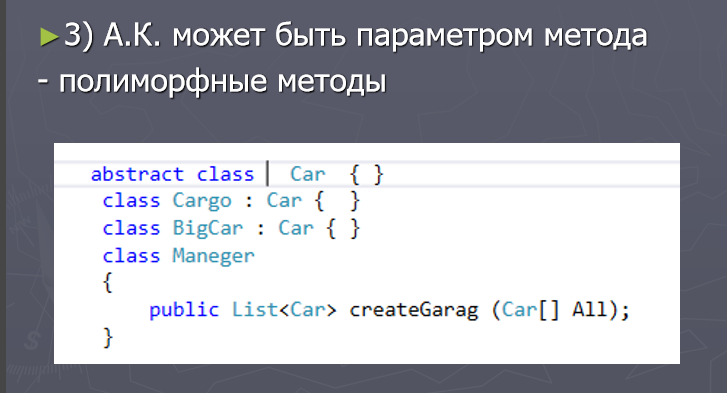 ►3) А.К. может быть параметром метода
- полиморфные методы
abstract class Car { }
class Cargo : Car { }
class BigCar : Car { }
class Maneger
{
public List<Car> createGarag (Car[] All);
}